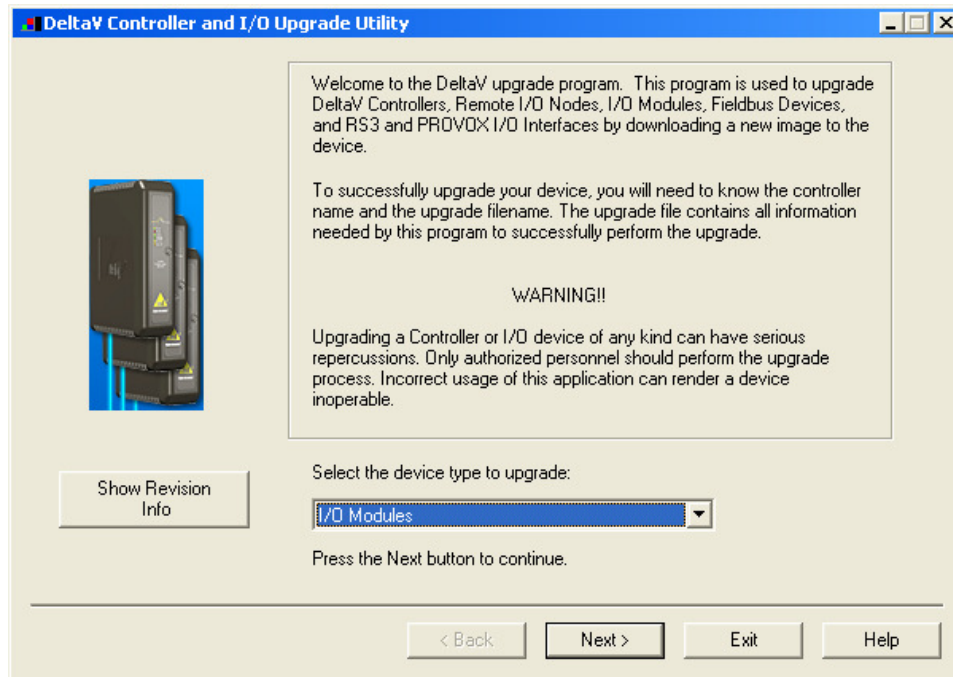 DeltaV Controller and I/O Upgrade Utility
Welcome to the DeltaV upgrade program. This program is used to upgrade
DeltaV Controllers, Remote I/O Nodes, I/O Modules, Fieldbus Devices,
and RS3 and PROVOX I/O Interfaces by downloading a new image to the
device.
To successfully upgrade your device, you will need to know the controller
name and the upgrade filename. The upgrade file contains all information
needed by this program to successfully perform the upgrade.
WARNING!!
Upgrading a Controller or I/O device of any kind can have serious
repercussions. Only authorized personnel should perform the upgrade
process. Incorrect usage of this application can render a device
inoperable.
Show Revision
Info
Select the device type to upgrade:
I/O Modules
Press the Next button to continue.
< Back
Next >
Exit
Help